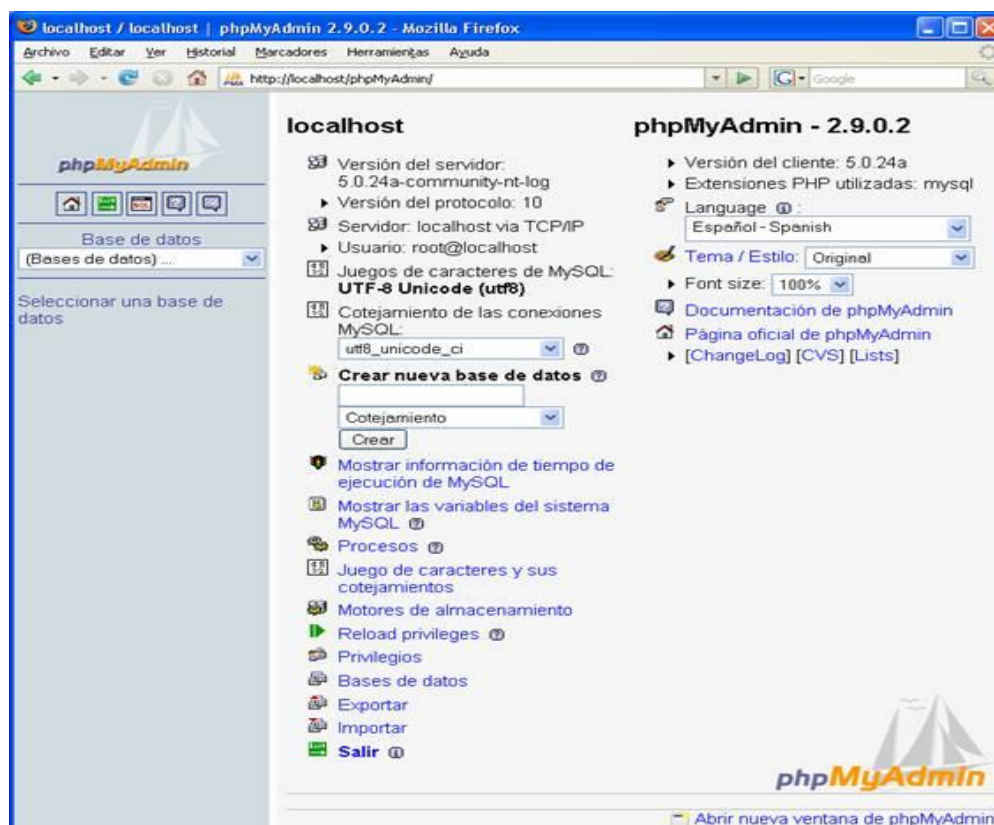 localhost / localhost | phpMyAdmin 2.9.0.2 - Mozilla Firefox
Archivo Editar Ver Historial Marcadores Herramientas Ayuda
http://localhost/phpMyAdmin/
Google
phpMyAdmin
SQL
Base de datos
(Bases de datos) ...
Seleccionar una base de
datos
localhost
Versión del servidor:
5.0.24a-community-nt-log
Versión del protocolo: 10
Servidor: localhost via TCP/IP
Usuario: root@localhost
Juegos de caracteres de MySQL:
UTF-8 Unicode (utf8)
Cotejamiento de las conexiones
MySQL:
utf8_unicode_ci
Crear nueva base de datos
Cotejamiento
Crear
Mostrar información de tiempo de
ejecución de MySQL
Mostrar las variables del sistema
MySQL
Procesos
Juego de caracteres y sus
cotejamientos
Motores de almacenamiento
Reload privileges
Privilegios
Bases de datos
Exportar
Importar
Salir
phpMyAdmin - 2.9.0.2
Versión del cliente: 5.0.24a
Extensiones PHP utilizadas: mysql
Language :
Español - Spanish
Tema / Estilo: Original
Font size: 100%
Documentación de phpMyAdmin
Página oficial de phpMyAdmin
[ChangeLog] [CVS] [Lists]
phpMyAdmin
Abrir nueva ventana de phpMyAdmin